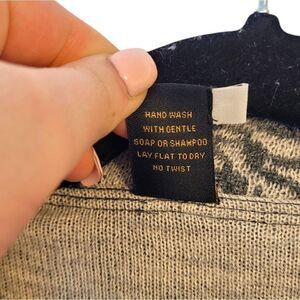 HAND WASH
WITH GENTLE
SOAP OR SHAMPOO
LAY FLAT TO DRY
NO TWIST